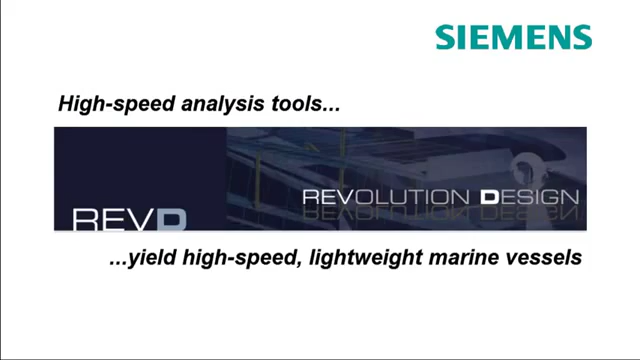 SIEMENS
High-speed analysis tools...
REVOLUTION DESIGN
REVD
...yield high-speed, lightweight marine vessels